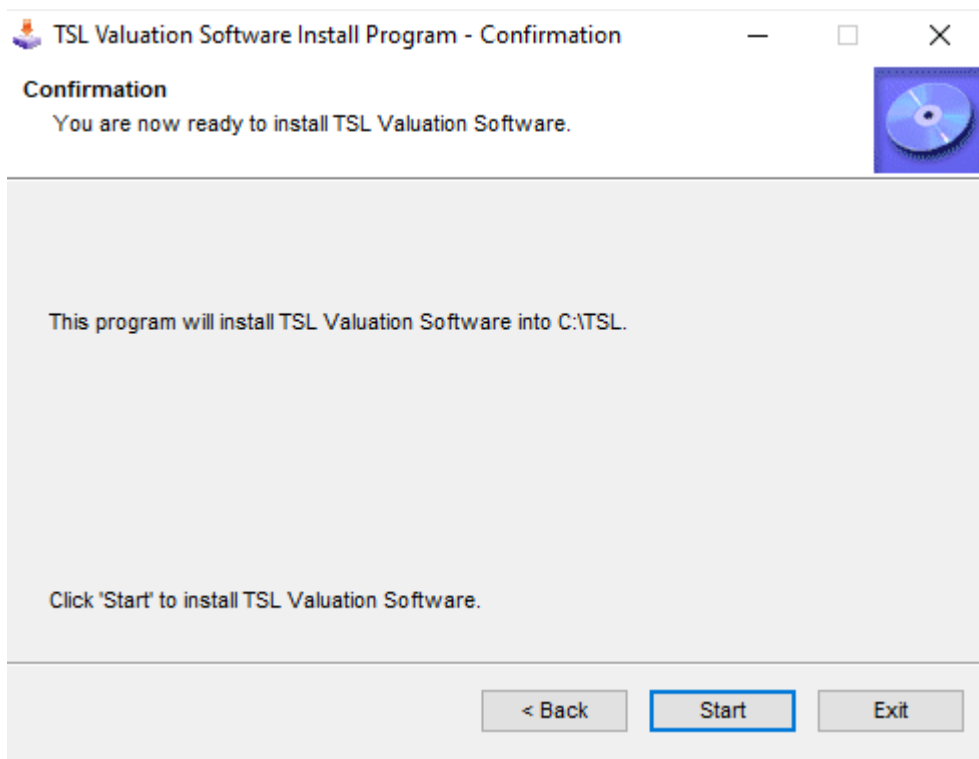 TSL Valuation Software Install Program - Confirmation
Confirmation
You are now ready to install TSL Valuation Software.
This program will install TSL Valuation Software into C:\TSL.
Click 'Start' to install TSL Valuation Software.
< Back Start Exit